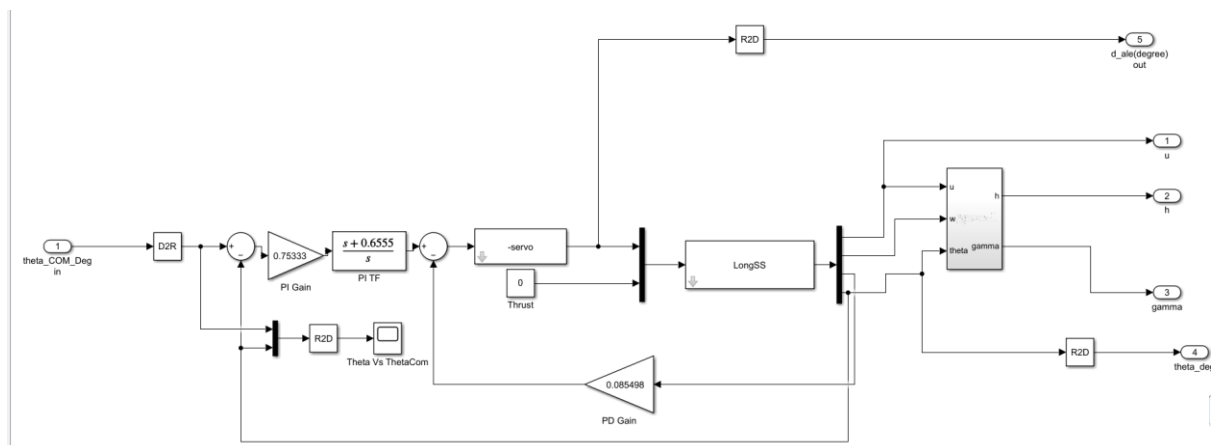 R2D
5
d_ale(degree)
out
1
u
u
h
2
h
w
s + 0.6555
s
-servo
1
theta_COM_Deg
in
D2R
+
−
0.75333
PI Gain
PI TF
+
−
LongSS
theta
gamma
0
Thrust
3
gamma
R2D
Theta Vs ThetaCom
0.085498
PD Gain
R2D
4
theta_deg